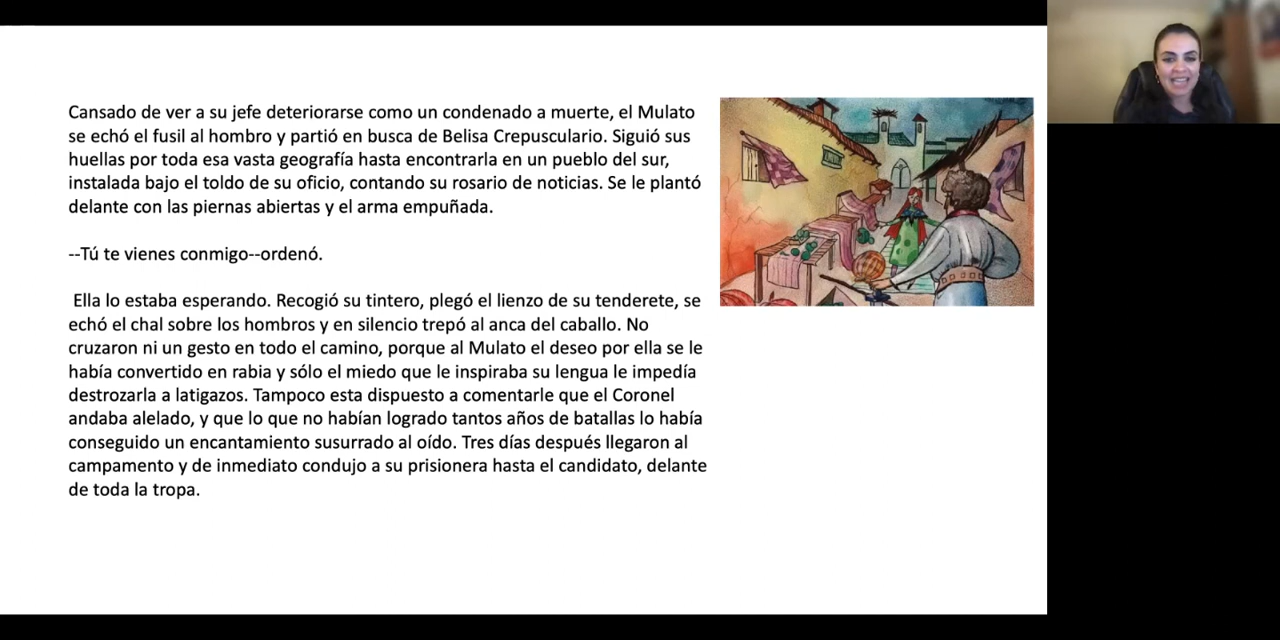 Cansado de ver a su jefe deteriorarse como un condenado a muerte, el Mulato
se echó el fusil al hombro y partió en busca de Belisa Crepusculario. Siguió sus
huellas por toda esa vasta geografía hasta encontrarla en un pueblo del sur,
instalada bajo el toldo de su oficio, contando su rosario de noticias. Se le plantó
delante con las piernas abiertas y el arma empuñada.
--Tú te vienes conmigo--ordenó.
Ella lo estaba esperando. Recogió su tintero, plegó el lienzo de su tenderete, se
echó el chal sobre los hombros y en silencio trepó al anca del caballo. No
cruzaron ni un gesto en todo el camino, porque al Mulato el deseo por ella se le
había convertido en rabia y sólo el miedo que le inspiraba su lengua le impedía
destrozarla a latigazos. Tampoco esta dispuesto a comentarle que el Coronel
andaba alelado, y que lo que no habían logrado tantos años de batallas lo había
conseguido un encantamiento susurrado al oído. Tres días después llegaron al
campamento y de inmediato condujo a su prisionera hasta el candidato, delante
de toda la tropa.